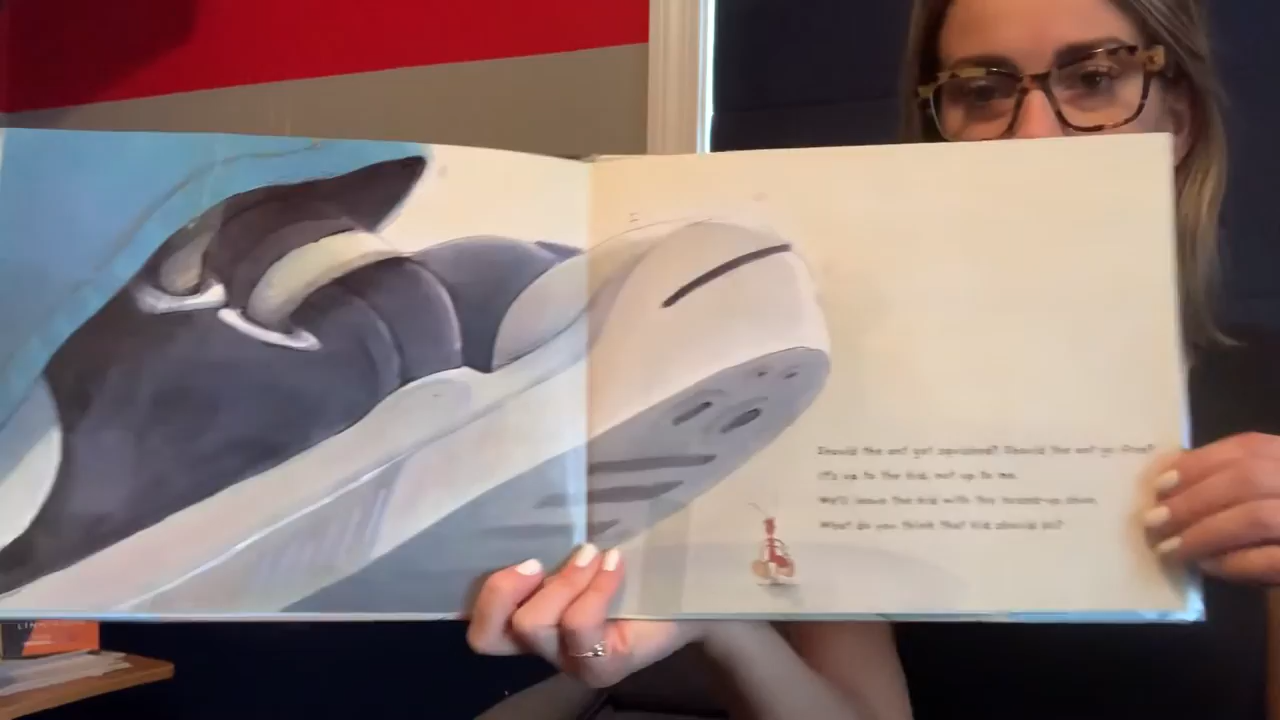 Should the ant get squished? Should the ant go free?
It's up to the kid, not up to me.
We'll leave the kid with the raised-up shoe.
What do you think that kid should do?